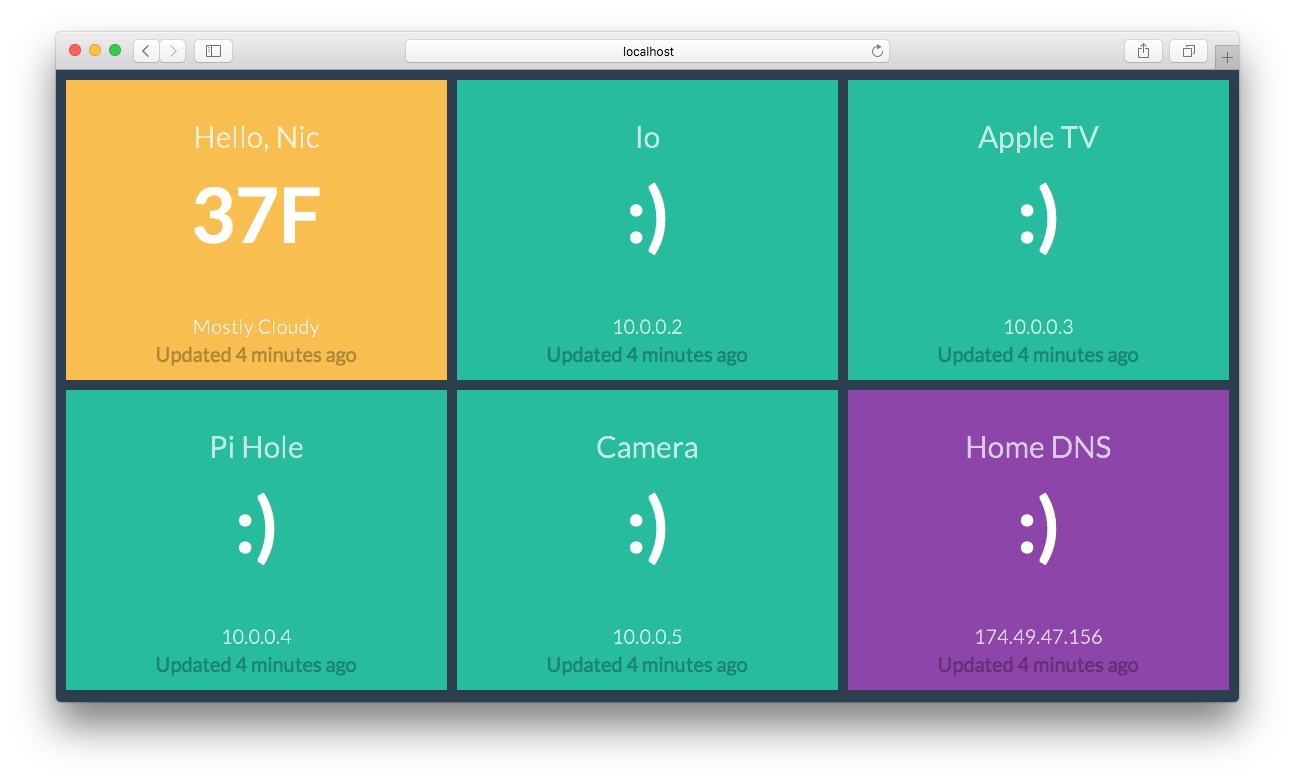 localhost
Hello, Nic
37F
Mostly Cloudy
Updated 4 minutes ago
Io
:)
10.0.0.2
Updated 4 minutes ago
Apple TV
:)
10.0.0.3
Updated 4 minutes ago
Pi Hole
:)
10.0.0.4
Updated 4 minutes ago
Camera
:)
10.0.0.5
Updated 4 minutes ago
Home DNS
:)
174.49.47.156
Updated 4 minutes ago